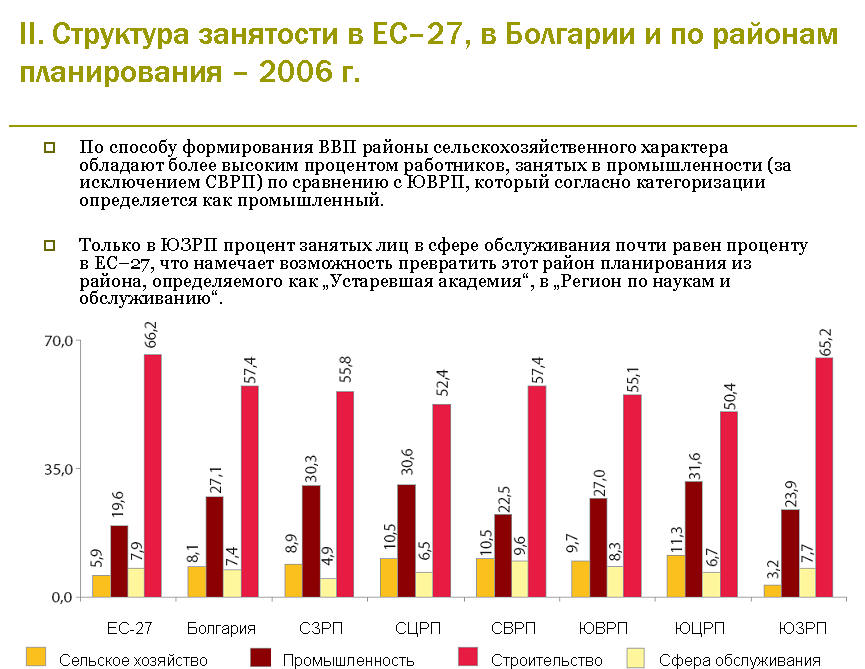 II. Структура занятости в ЕС–27, в Болгарии и по районам
планирования – 2006 г.
По способу формирования ВВП районы сельскохозяйственного характера
обладают более высоким процентом работников, занятых в промышленности (за
исключением СВРП) по сравнению с ЮВРП, который согласно категоризации
определяется как промышленный.
Только в ЮЗРП процент занятых лиц в сфере обслуживания почти равен проценту
в ЕС–27, что намечает возможность превратить этот район планирования из
района, определяемого как „Устаревшая академия“, в „Регион по наукам и
обслуживанию“.
70,0
35,0
0,0
5,9 19,6 7,9 66,2
8,1 27,1 7,4 57,4
8,9 30,3 4,9 55,8
10,5 30,6 6,5 52,4
10,5 22,5 9,6 57,4
9,7 27,0 8,3 55,1
11,3 31,6 6,7 50,4
3,2 23,9 7,7 65,2
ЕС-27 Болгария СЗРП СЦРП СВРП ЮВРП ЮЦРП ЮЗРП
Сельское хозяйство Промышленность Строительство Сфера обслуживания